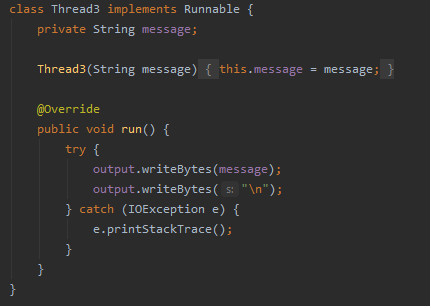 class Thread3 implements Runnable {
    private String message;

    Thread3(String message) { this.message = message; }

    @Override
    public void run() {
        try {
            output.writeBytes(message);
            output.writeBytes( s: "\n");
        } catch (IOException e) {
            e.printStackTrace();
        }
    }
}